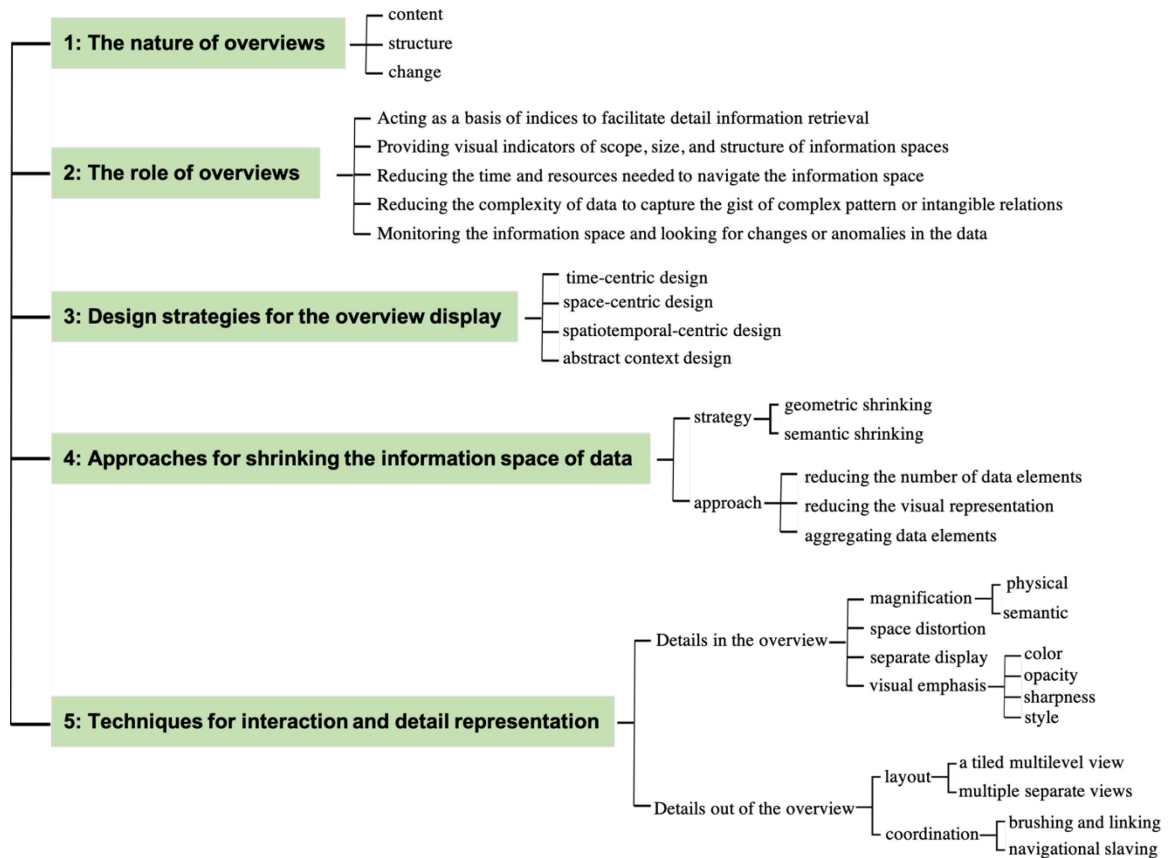 1: The nature of overviews
content
structure
change
2: The role of overviews
Acting as a basis of indices to facilitate detail information retrieval
Providing visual indicators of scope, size, and structure of information spaces
Reducing the time and resources needed to navigate the information space
Reducing the complexity of data to capture the gist of complex pattern or intangible relations
Monitoring the information space and looking for changes or anomalies in the data
3: Design strategies for the overview display
time-centric design
space-centric design
spatiotemporal-centric design
abstract context design
4: Approaches for shrinking the information space of data
strategy
geometric shrinking
semantic shrinking
approach
reducing the number of data elements
reducing the visual representation
aggregating data elements
5: Techniques for interaction and detail representation
Details in the overview
magnification
physical
semantic
space distortion
separate display
visual emphasis
color
opacity
sharpness
style
Details out of the overview
layout
a tiled multilevel view
multiple separate views
coordination
brushing and linking
navigational slaving